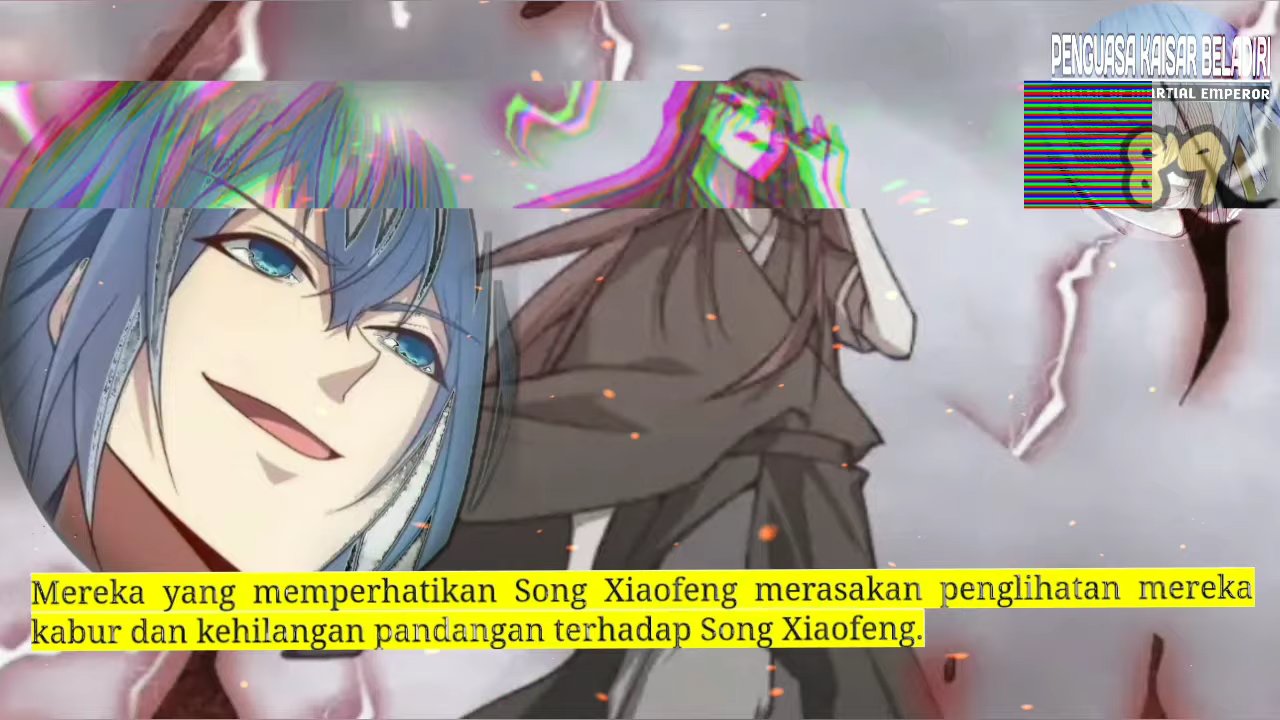 PENGUASA KAISAR BELADIRI
MARTIAL EMPEROR
89
Mereka yang memperhatikan Song Xiaofeng merasakan penglihatan mereka
kabur dan kehilangan pandangan terhadap Song Xiaofeng.